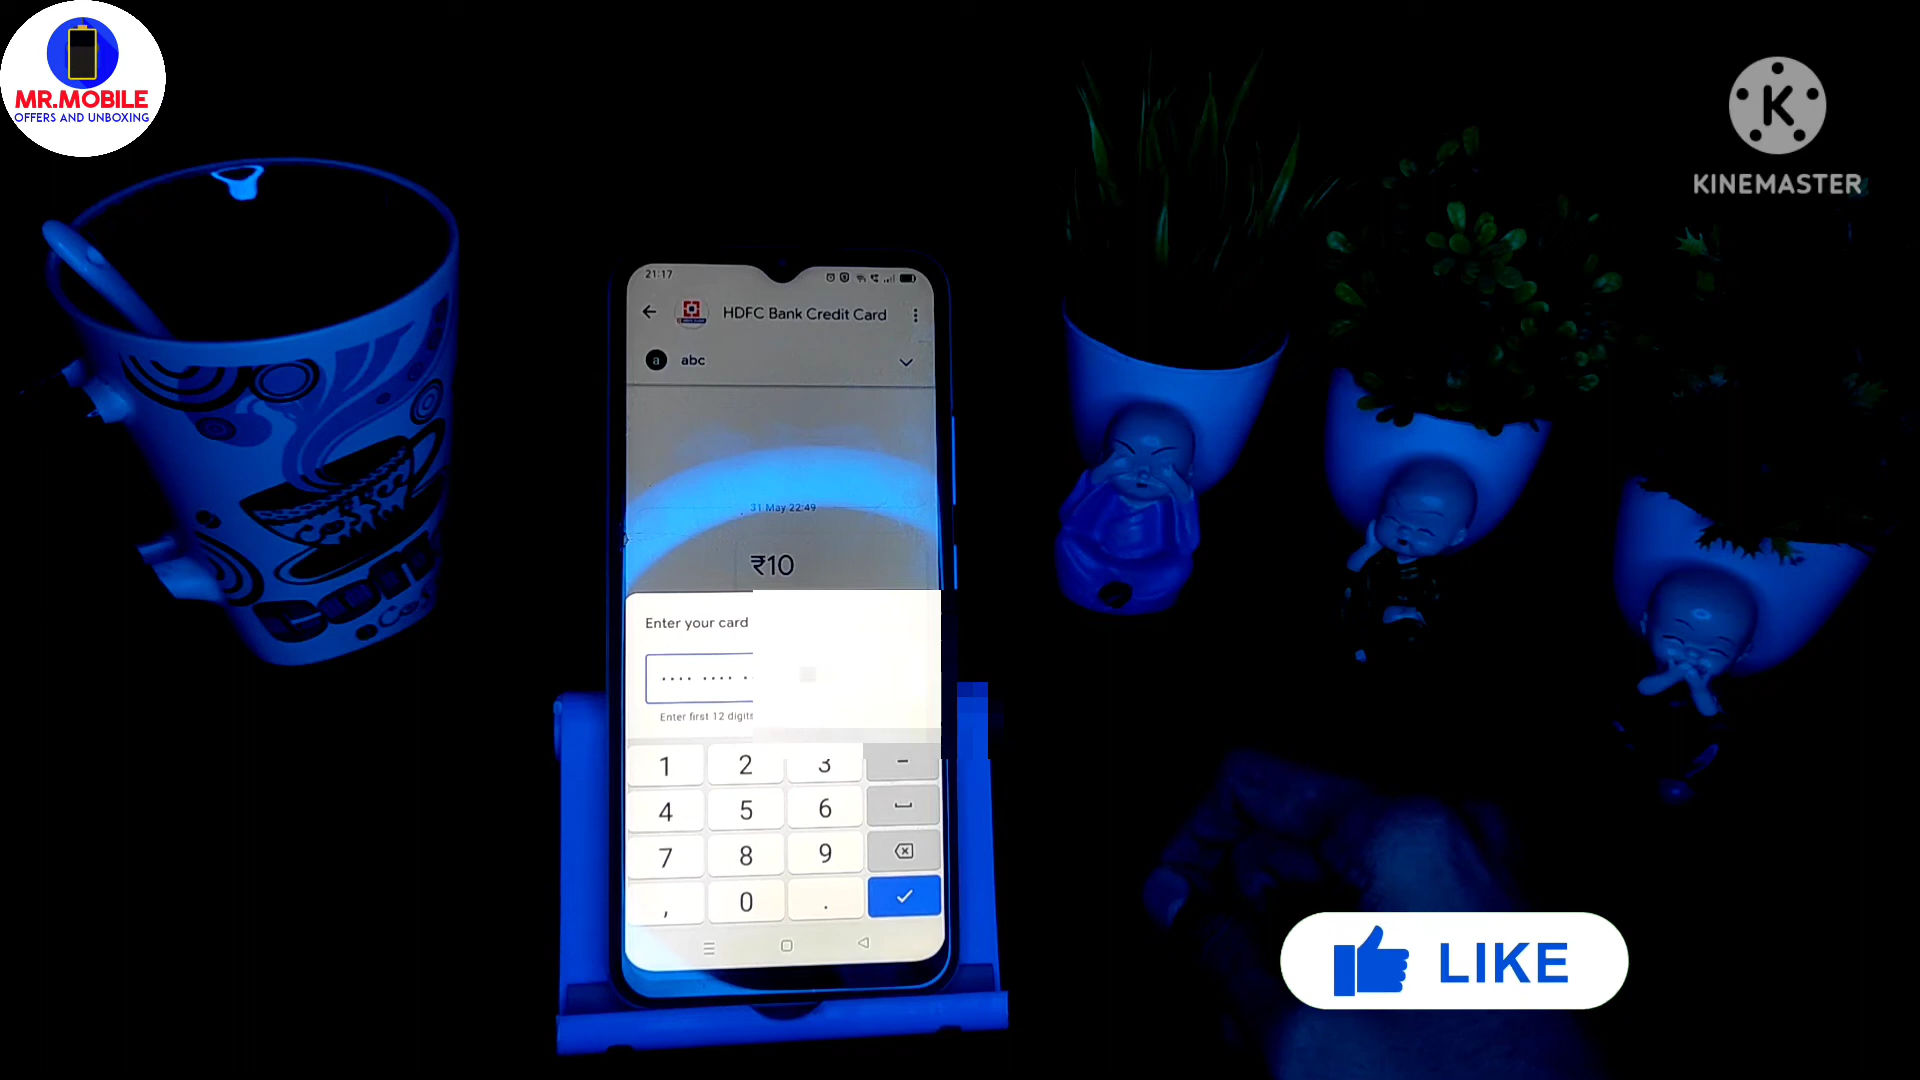 MR.MOBILE
OFFERS AND UNBOXING
K
KINEMASTER
21:17
HDFC Bank Credit Card
a abc
31 May 22:49
₹10
Enter your card
Enter first 12 digits
1 2 3 -
4 5 6
7 8 9
, 0 .
LIKE